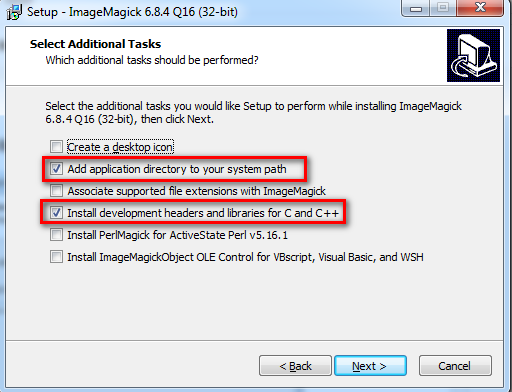 Setup - ImageMagick 6.8.4 Q16 (32-bit)
Select Additional Tasks
Which additional tasks should be performed?
Select the additional tasks you would like Setup to perform while installing ImageMagick
6.8.4 Q16 (32-bit), then click Next.
Create a desktop icon
Add application directory to your system path
Associate supported file extensions with ImageMagick
Install development headers and libraries for C and C++
Install PerlMagick for ActiveState Perl v5.16.1
Install ImageMagickObject OLE Control for VBscript, Visual Basic, and WSH
< Back
Next >
Cancel